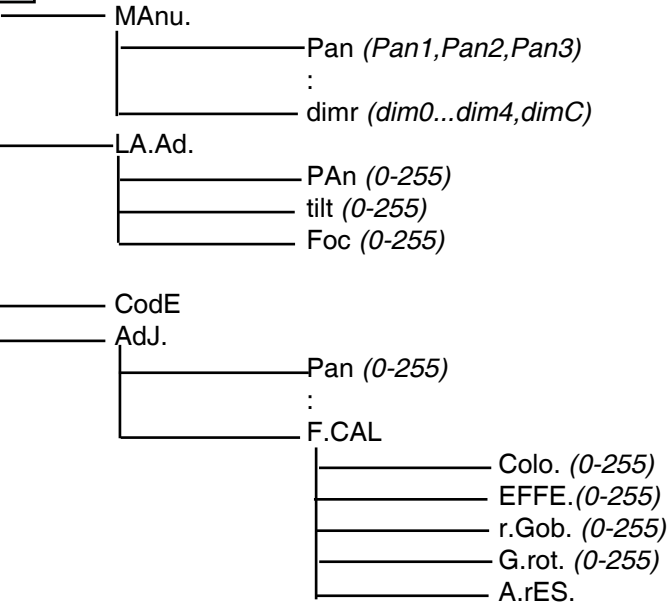 MAnu.
Pan (Pan1,Pan2,Pan3)
:
dimr (dim0...dim4,dimC)
LA.Ad.
PAn (0-255)
tilt (0-255)
Foc (0-255)
CodE
AdJ.
Pan (0-255)
:
F.CAL
Colo. (0-255)
EFFE.(0-255)
r.Gob. (0-255)
G.rot. (0-255)
A.rES.